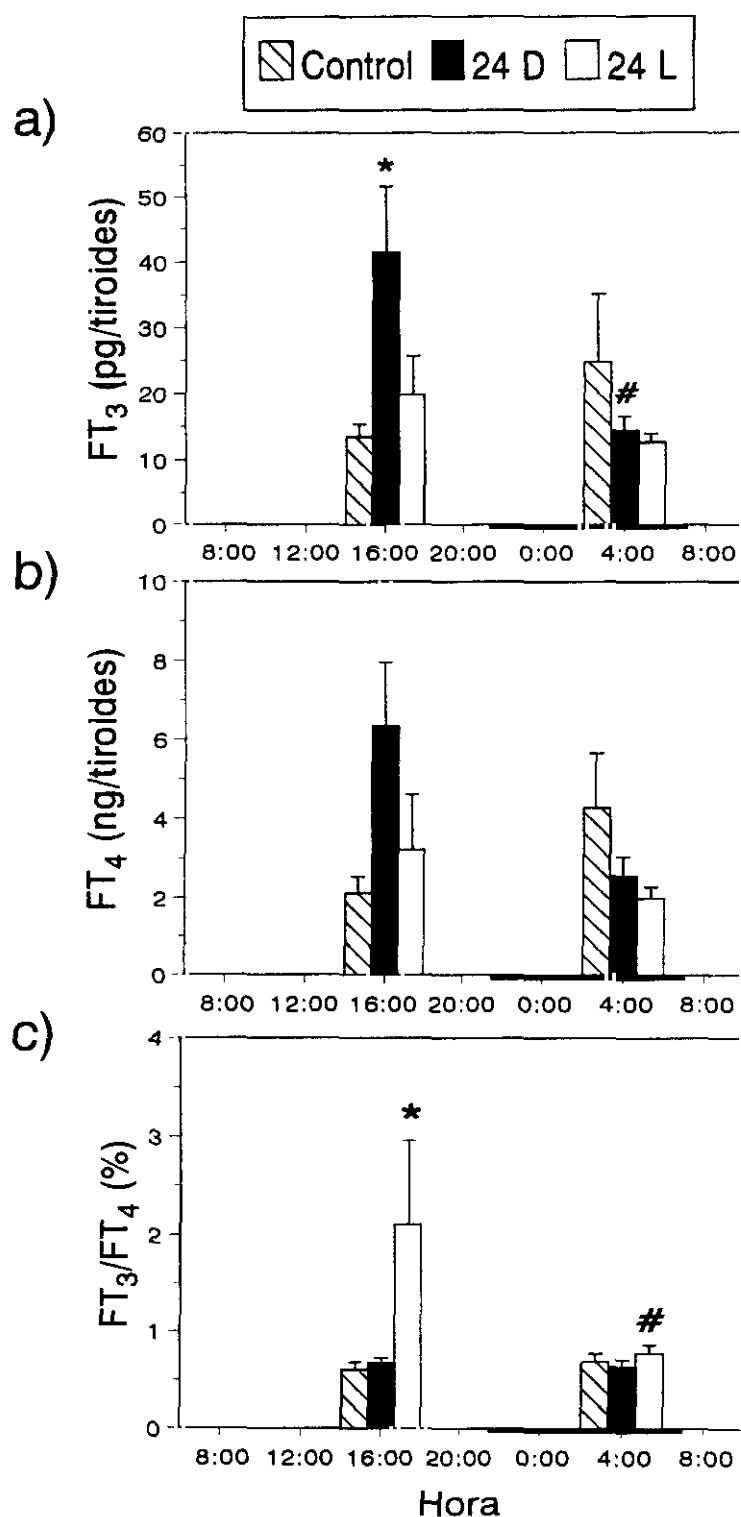 Control 24 D 24 L
a)
60
50
40
30
20
10
0
FT₃ (pg/tiroides)
*
#
8:00 12:00 16:00 20:00 0:00 4:00 8:00
b)
10
8
6
4
2
0
FT₄ (ng/tiroides)
8:00 12:00 16:00 20:00 0:00 4:00 8:00
c)
4
3
2
1
0
FT₃/FT₄ (%)
*
#
8:00 12:00 16:00 20:00 0:00 4:00 8:00
Hora